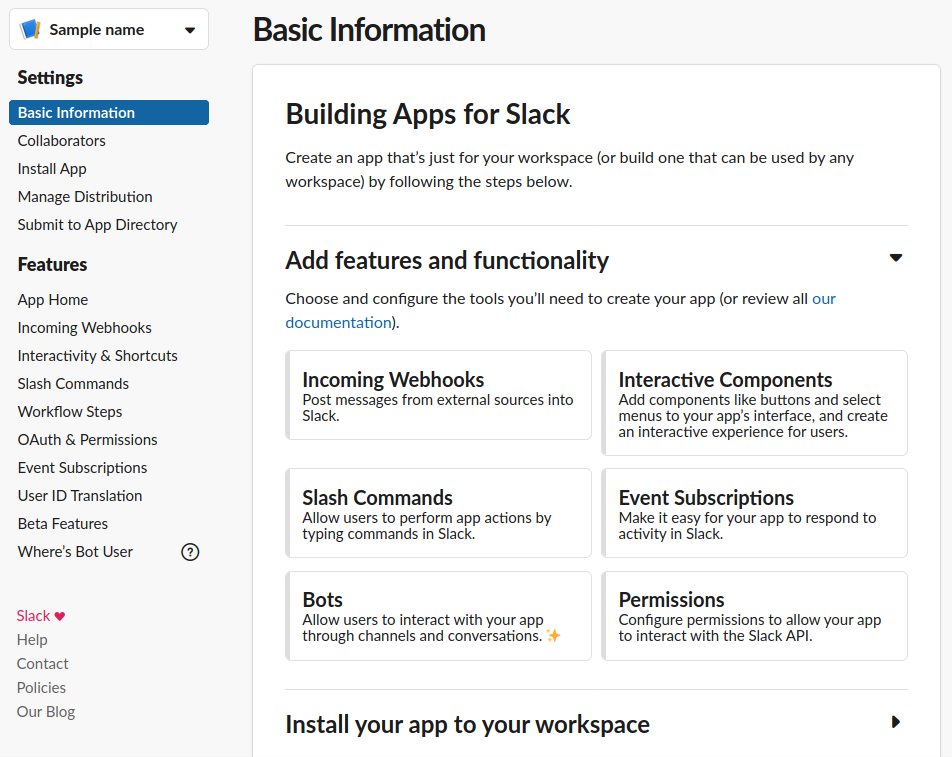 Sample name
Settings
Basic Information
Collaborators
Install App
Manage Distribution
Submit to App Directory
Features
App Home
Incoming Webhooks
Interactivity & Shortcuts
Slash Commands
Workflow Steps
OAuth & Permissions
Event Subscriptions
User ID Translation
Beta Features
Where’s Bot User
?
Slack
Help
Contact
Policies
Our Blog
Basic Information
Building Apps for Slack
Create an app that’s just for your workspace (or build one that can be used by any
workspace) by following the steps below.
Add features and functionality
Choose and configure the tools you’ll need to create your app (or review all our
documentation).
Incoming Webhooks
Post messages from external sources into
Slack.
Interactive Components
Add components like buttons and select
menus to your app’s interface, and create
an interactive experience for users.
Slash Commands
Allow users to perform app actions by
typing commands in Slack.
Event Subscriptions
Make it easy for your app to respond to
activity in Slack.
Bots
Allow users to interact with your app
through channels and conversations. ✨
Permissions
Configure permissions to allow your app
to interact with the Slack API.
Install your app to your workspace